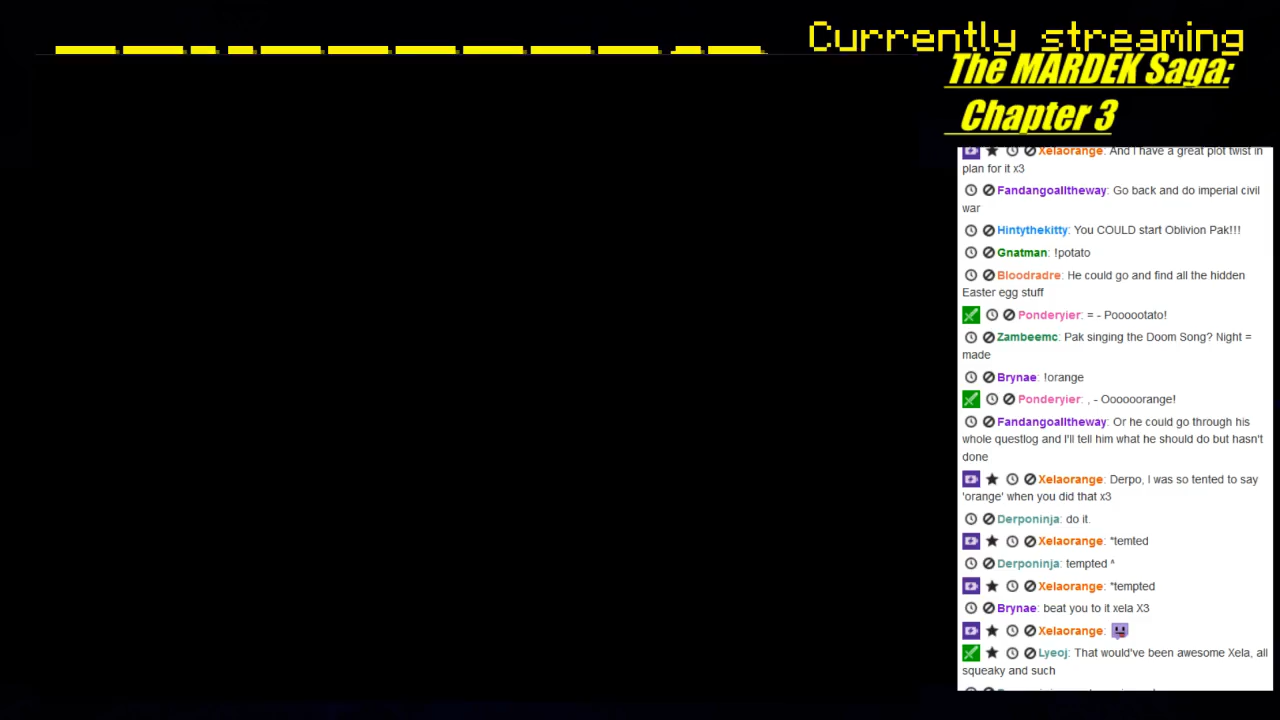 Currently streaming
The MARDEK Saga:
Chapter 3
Xelaorange: And I have a great plot twist in
plan for it x3
Fandangoalltheway: Go back and do imperial civil
war
Hintythekitty: You COULD start Oblivion Pak!!!
Gnatman: !potato
Bloodradre: He could go and find all the hidden
Easter egg stuff
Ponderyier: = - Poooootato!
Zambeemc: Pak singing the Doom Song? Night =
made
Brynae: !orange
Ponderyier: , - Oooooorange!
Fandangoalltheway: Or he could go through his
whole questlog and I'll tell him what he should do but hasn't
done
Xelaorange: Derpo, I was so tented to say
'orange' when you did that x3
Derponinja: do it.
Xelaorange: *temted
Derponinja: tempted ^
Xelaorange: *tempted
Brynae: beat you to it xela X3
Xelaorange:
Lyeoj: That would've been awesome Xela, all
squeaky and such